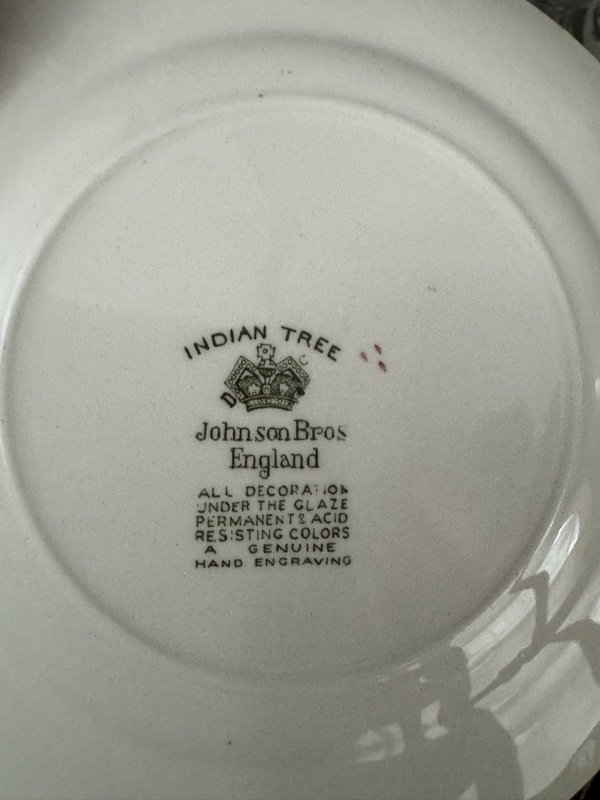 INDIAN TREE
D C
Johnson Bros
England
ALL DECORATION
UNDER THE GLAZE
PERMANENT & ACID
RESISTING COLORS
A GENUINE
HAND ENGRAVING